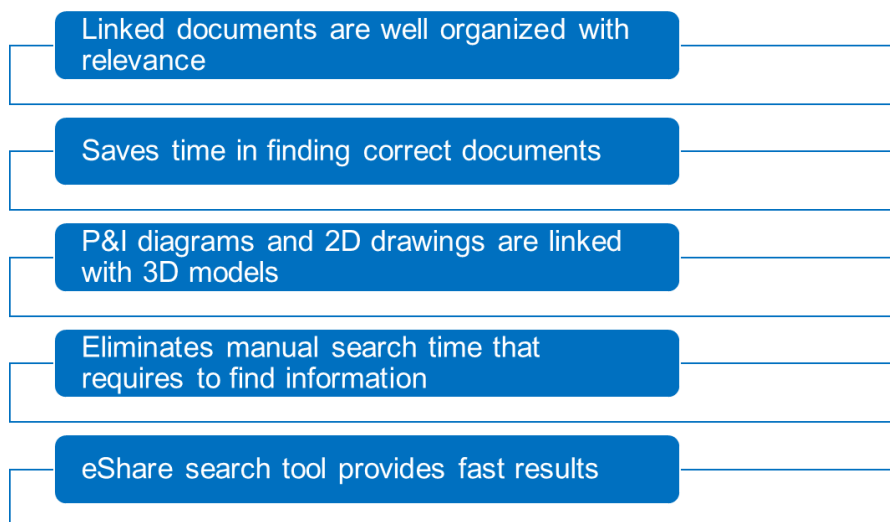 Linked documents are well organized with
relevance
Saves time in finding correct documents
P&I diagrams and 2D drawings are linked
with 3D models
Eliminates manual search time that
requires to find information
eShare search tool provides fast results